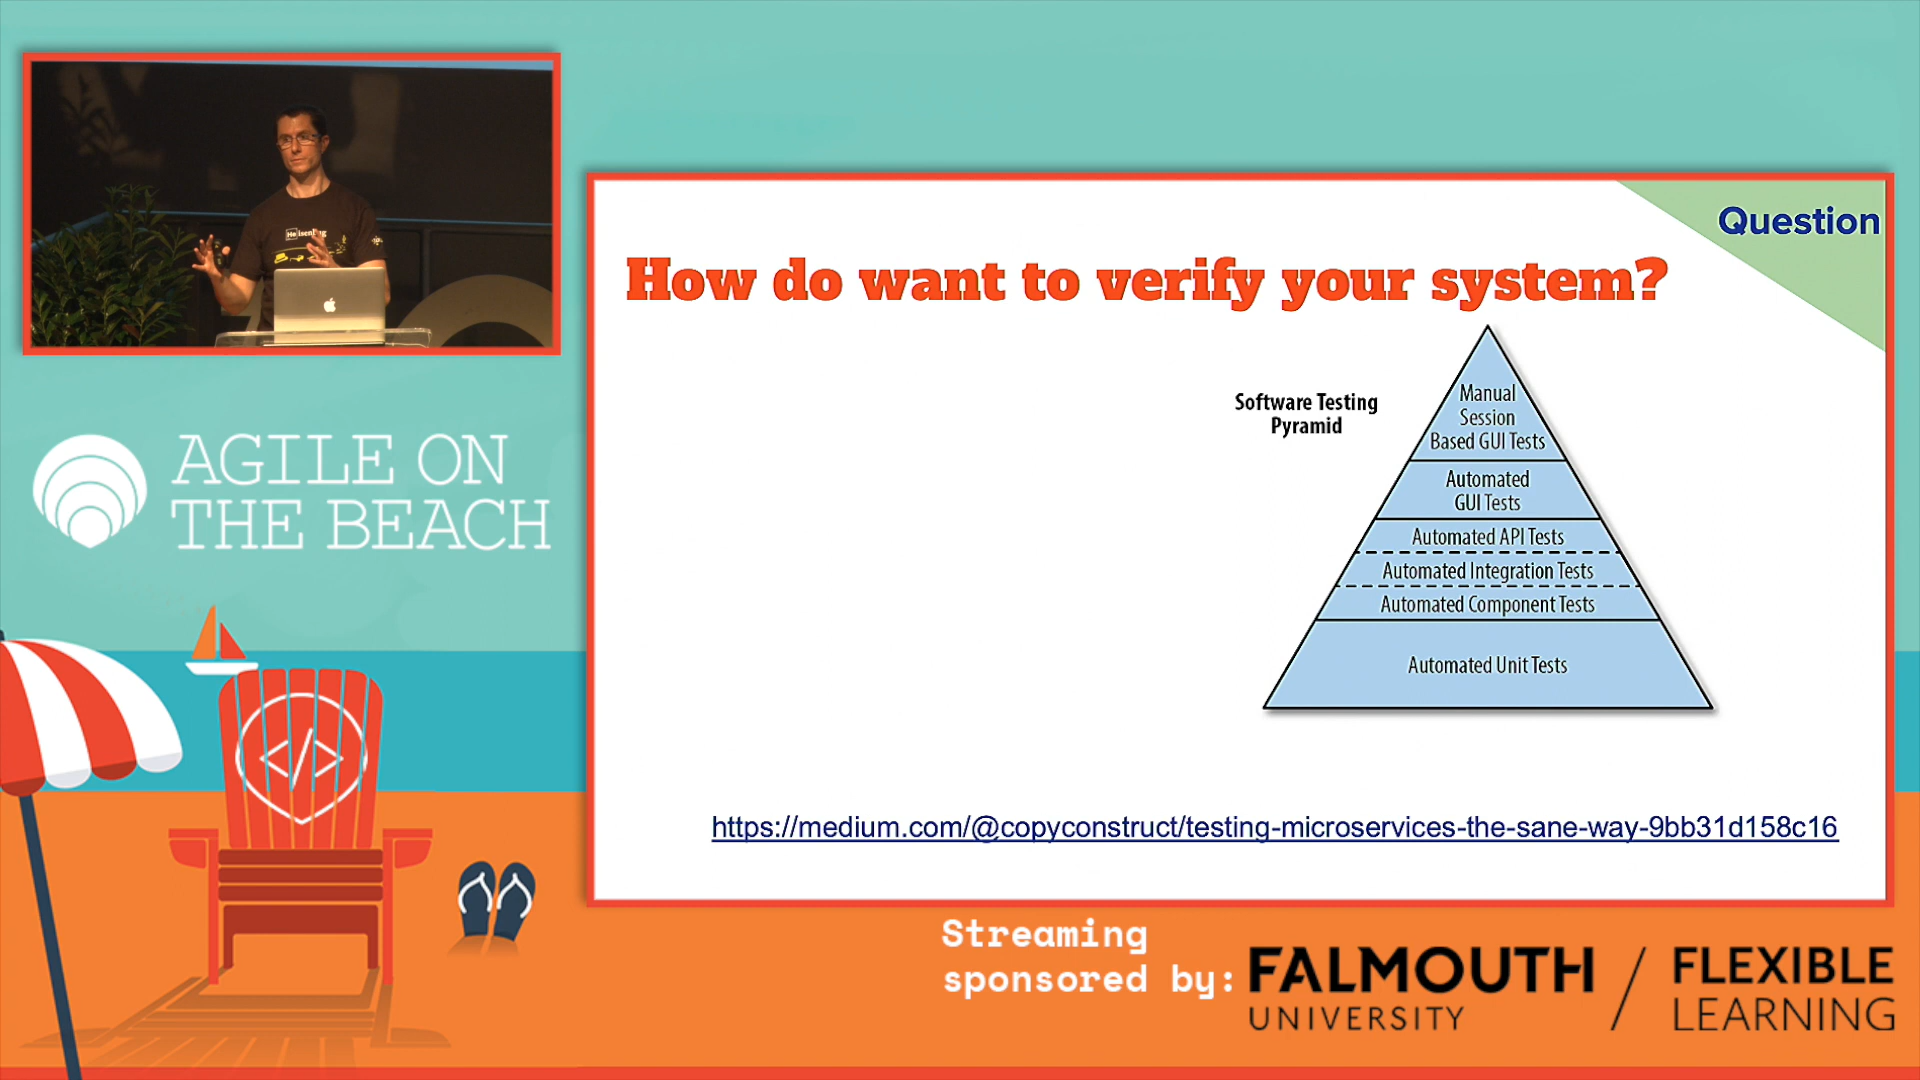 Heisenbug
AGILE ON
THE BEACH
</>
Question
How do want to verify your system?
Software Testing
Pyramid
Manual
Session
Based GUI Tests
Automated
GUI Tests
Automated API Tests
Automated Integration Tests
Automated Component Tests
Automated Unit Tests
https://medium.com/@copyconstruct/testing-microservices-the-sane-way-9bb31d158c16
Streaming
sponsored by:
FALMOUTH
UNIVERSITY
FLEXIBLE
LEARNING